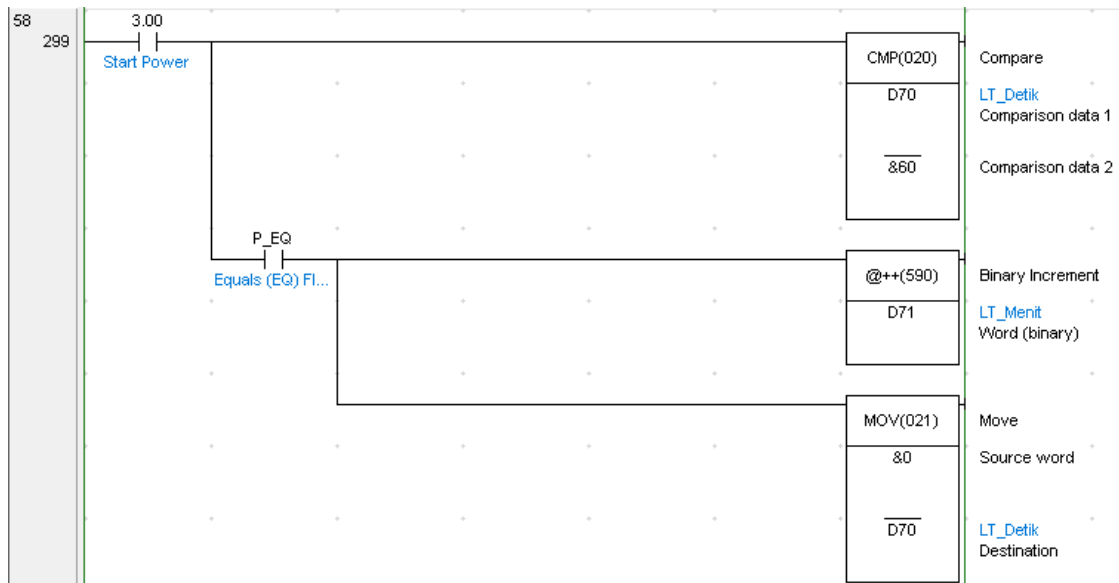 58
299
3.00
Start Power
CMP(020)
Compare
D70
LT_Detik
Comparison data 1
&60
Comparison data 2
P_EQ
Equals (EQ) Fl...
@++(590)
Binary Increment
D71
LT_Menit
Word (binary)
MOV(021)
Move
&0
Source word
D70
LT_Detik
Destination